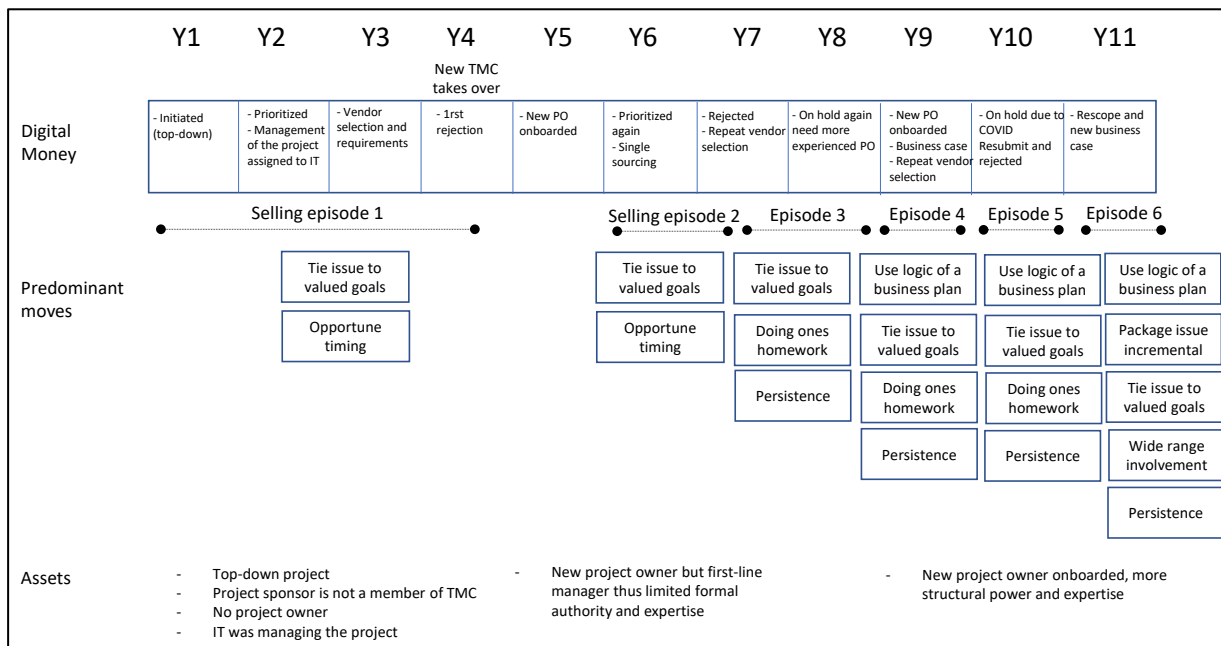 Y1 Y2 Y3 Y4 Y5 Y6 Y7 Y8 Y9 Y10 Y11
New TMC
takes over
Digital
Money
- Initiated
(top-down)
- Prioritized
- Management
of the project
assigned to IT
- Vendor
selection and
requirements
- 1rst
rejection
- New PO
onboarded
- Prioritized
again
- Single
sourcing
- Rejected
- Repeat vendor
selection
- On hold again
need more
experienced PO
- New PO
onboarded
- Business case
- Repeat vendor
selection
- On hold due to
COVID
Resubmit and
rejected
- Rescope and
new business
case
Selling episode 1
Selling episode 2
Episode 3
Episode 4
Episode 5
Episode 6
Predominant
moves
Tie issue to
valued goals
Opportune
timing
Tie issue to
valued goals
Opportune
timing
Tie issue to
valued goals
Doing ones
homework
Persistence
Use logic of a
business plan
Tie issue to
valued goals
Doing ones
homework
Persistence
Use logic of a
business plan
Tie issue to
valued goals
Doing ones
homework
Persistence
Use logic of a
business plan
Package issue
incremental
Tie issue to
valued goals
Wide range
involvement
Persistence
Assets
- Top-down project
- Project sponsor is not a member of TMC
- No project owner
- IT was managing the project
- New project owner but first-line
manager thus limited formal
authority and expertise
- New project owner onboarded, more
structural power and expertise